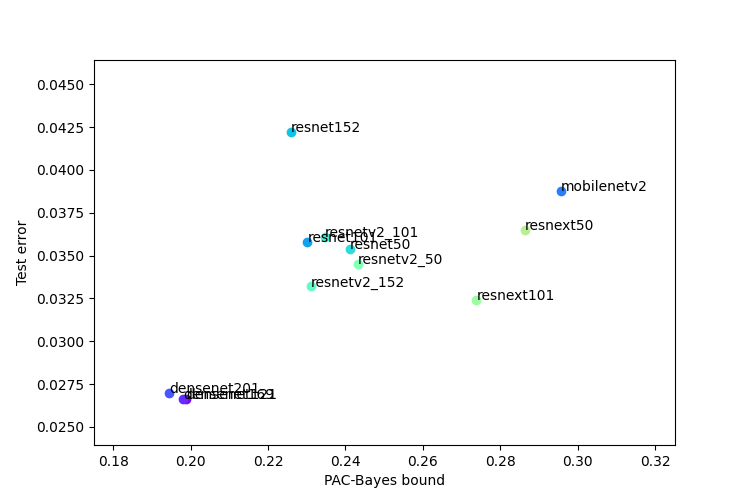 0.0450
0.0425
0.0400
0.0375
0.0350
0.0325
0.0300
0.0275
0.0250
Test error
resnet152
mobilenetv2
resnext50
resnetv2_101
resnet101
resnet50
resnetv2_50
resnetv2_152
resnext101
densenet201
densenet169
densenet121
0.18 0.20 0.22 0.24 0.26 0.28 0.30 0.32
PAC-Bayes bound